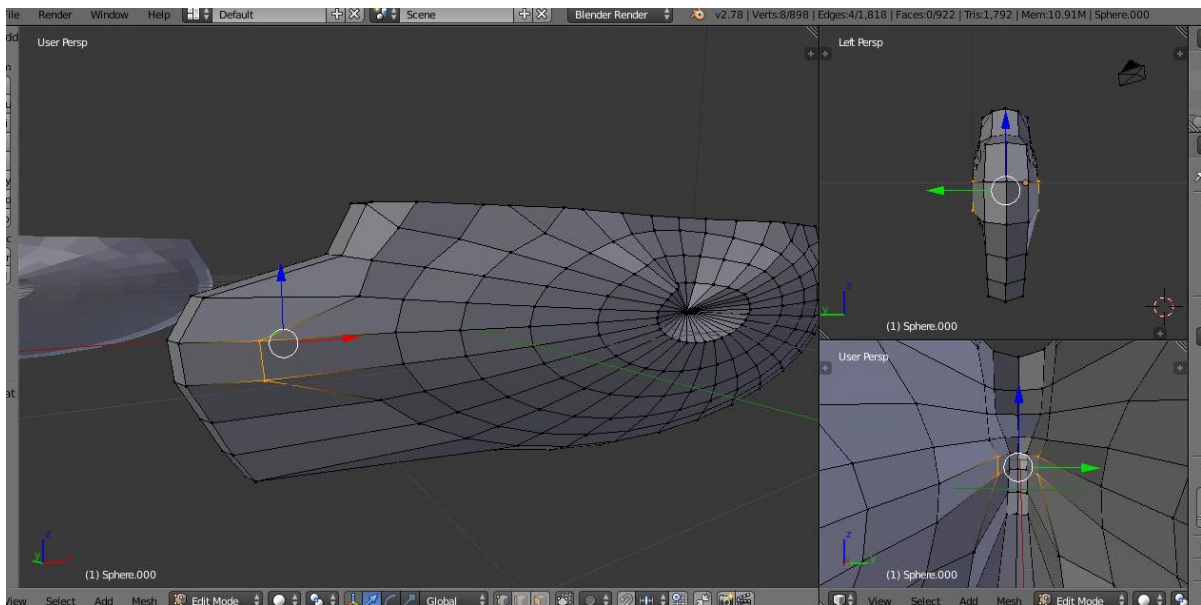 File Render Window Help Default Scene Blender Render v2.78 | Verts:8/898 | Edges:4/1,818 | Faces:0/922 | Tris:1,792 | Mem:10.91M | Sphere.000
User Persp
Left Persp
(1) Sphere.000
User Persp
(1) Sphere.000
(1) Sphere.000
View Select Add Mesh Edit Mode Global View Select Add Mesh Edit Mode